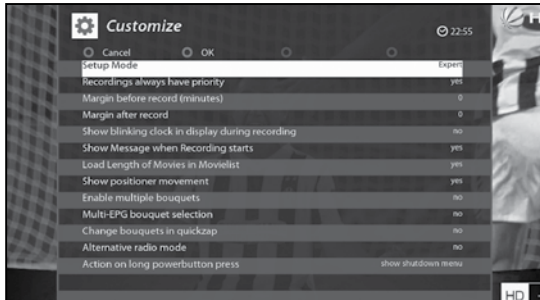 Customize
22:55
Cancel OK
Setup Mode Expert
Recordings always have priority yes
Margin before record (minutes) 0
Margin after record 0
Show blinking clock in display during recording no
Show Message when Recording starts yes
Load Length of Movies in Movielist yes
Show positioner movement yes
Enable multiple bouquets no
Multi-EPG bouquet selection no
Change bouquets in quickzap no
Alternative radio mode no
Action on long powerbutton press show shutdown menu
HD